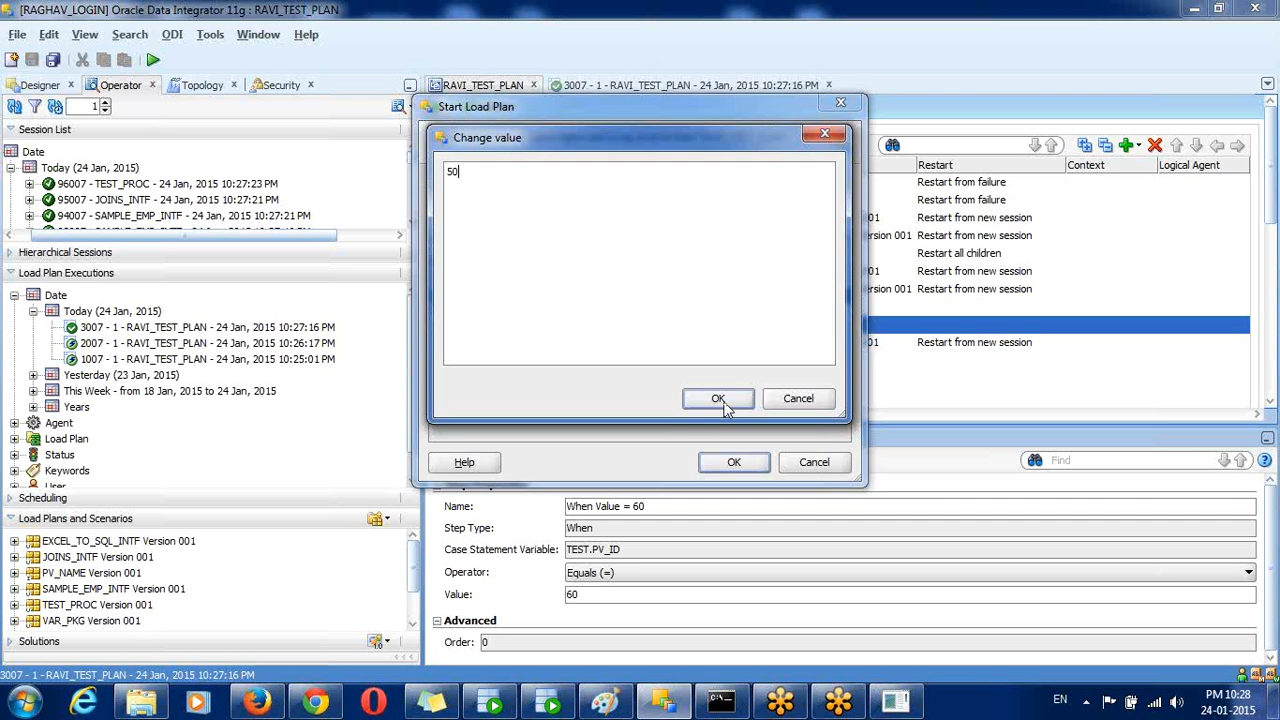 [RAGHAV_LOGIN] Oracle Data Integrator 11g : RAVI_TEST_PLAN
File Edit View Search ODI Tools Window Help
Designer Operator Topology Security
RAVI_TEST_PLAN 3007 - 1 - RAVI_TEST_PLAN - 24 Jan, 2015 10:27:16 PM
1
Session List
Date
Today (24 Jan, 2015)
96007 - TEST_PROC - 24 Jan, 2015 10:27:23 PM
95007 - JOINS_INTF - 24 Jan, 2015 10:27:21 PM
94007 - SAMPLE_EMP_INTF - 24 Jan, 2015 10:27:21 PM
Hierarchical Sessions
Load Plan Executions
Date
Today (24 Jan, 2015)
3007 - 1 - RAVI_TEST_PLAN - 24 Jan, 2015 10:27:16 PM
2007 - 1 - RAVI_TEST_PLAN - 24 Jan, 2015 10:26:17 PM
1007 - 1 - RAVI_TEST_PLAN - 24 Jan, 2015 10:25:01 PM
Yesterday (23 Jan, 2015)
This Week - from 18 Jan, 2015 to 24 Jan, 2015
Years
Agent
Load Plan
Status
Keywords
User
Scheduling
Load Plans and Scenarios
EXCEL_TO_SQL_INTF Version 001
JOINS_INTF Version 001
PV_NAME Version 001
SAMPLE_EMP_INTF Version 001
TEST_PROC Version 001
VAR_PKG Version 001
Solutions
Start Load Plan
Change value
50
OK Cancel
Help OK Cancel
Restart Context Logical Agent
Restart from failure
Restart from failure
01 Restart from new session
ersion 001 Restart from new session
Restart all children
01 Restart from new session
ersion 001 Restart from new session
01 Restart from new session
Find
Name: When Value = 60
Step Type: When
Case Statement Variable: TEST.PV_ID
Operator: Equals (=)
Value: 60
Advanced
Order: 0
3007 - 1 - RAVI_TEST_PLAN - 24 Jan, 2015 10:27:16 PM
EN
PM 10:28
24-01-2015